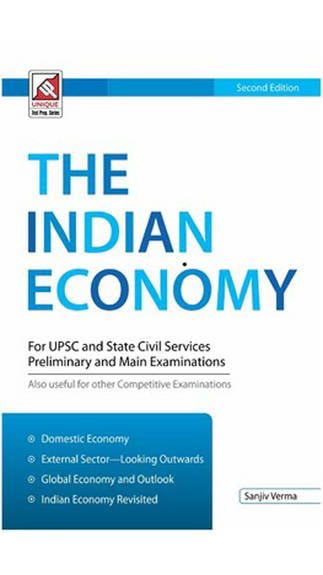 Second Edition
UNIQUE
Test Prep. Series
THE
INDIAN
ECONOMY
For UPSC and State Civil Services
Preliminary and Main Examinations
Also useful for other Competitive Examinations
Domestic Economy
External Sector—Looking Outwards
Global Economy and Outlook
Indian Economy Revisited
Sanjiv Verma